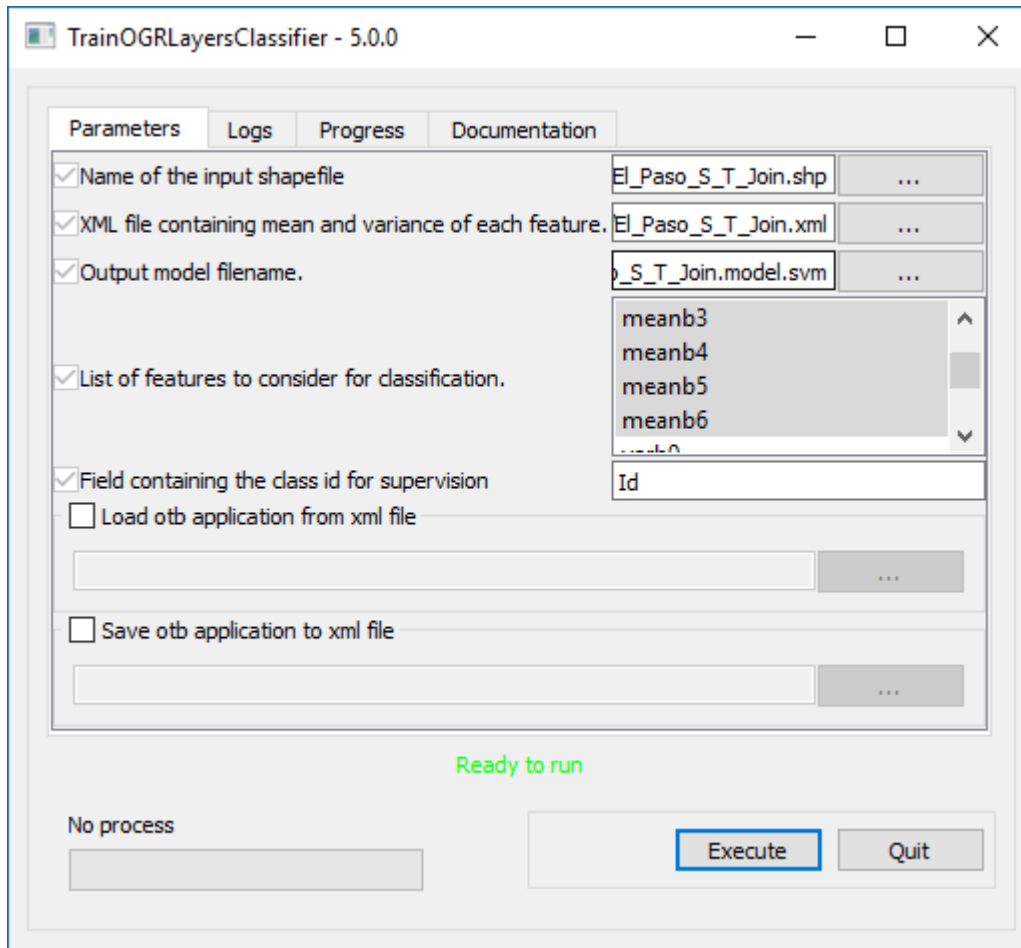 TrainOGRLayersClassifier - 5.0.0
Parameters Logs Progress Documentation
Name of the input shapefile El_Paso_S_T_Join.shp ...
XML file containing mean and variance of each feature. El_Paso_S_T_Join.xml ...
Output model filename. _S_T_Join.model.svm ...
meanb3
meanb4
meanb5
meanb6
List of features to consider for classification.
Field containing the class id for supervision Id
Load otb application from xml file
...
Save otb application to xml file
...
Ready to run
No process
Execute Quit